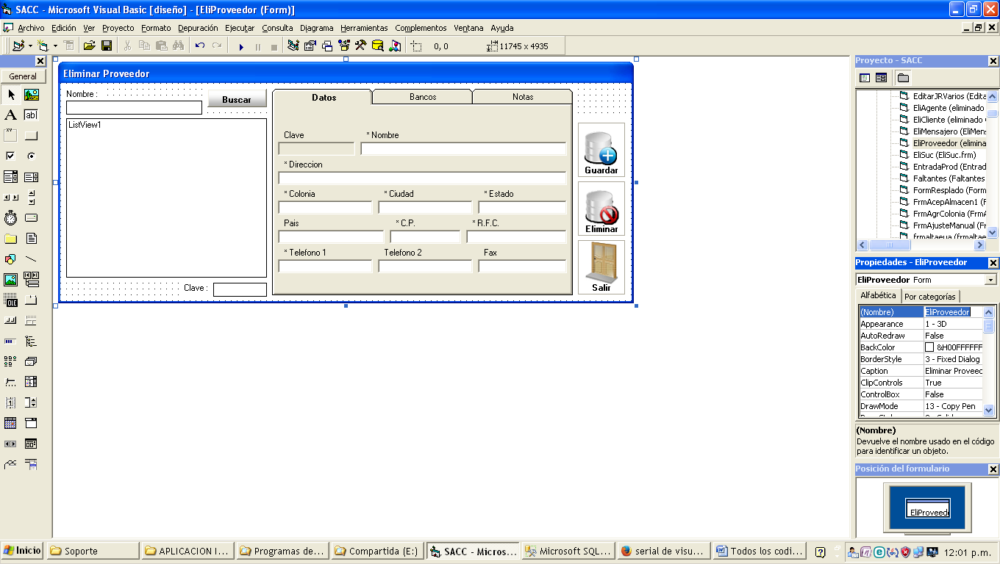 SACC - Microsoft Visual Basic [diseño] - [EliProveedor (Form)]
Archivo Edición Ver Proyecto Formato Depuración Ejecutar Consulta Diagrama Herramientas Complementos Ventana Ayuda
0, 0 11745 x 4935
General
A ab|
xy
OLE
Eliminar Proveedor
Nombre :
Buscar
ListView1
Clave :
Datos Bancos Notas
Clave * Nombre
* Direccion
* Colonia * Ciudad * Estado
Pais * C.P. * R.F.C.
* Telefono 1 Telefono 2 Fax
Guardar
Eliminar
Salir
Proyecto - SACC
EditarJRVarios (Edita
EliAgente (eliminado
EliCliente (eliminado
EliMensajero (EliMens
EliProveedor (elimina
EliSuc (EliSuc.frm)
EntradaProd (Entrad
Faltantes (Faltantes
FormResplado (Form
FrmAcepAlmacen1 (F
FrmAgrColonia (FrmA
FrmAjusteManual (Fr
frmaltaeua (frmaltae
Propiedades - EliProveedor
EliProveedor Form
Alfabética Por categorías
(Nombre) EliProveedor
Appearance 1 - 3D
AutoRedraw False
BackColor &H00FFFFFF
BorderStyle 3 - Fixed Dialog
Caption Eliminar Proveed
ClipControls True
ControlBox False
DrawMode 13 - Copy Pen
(Nombre)
Devuelve el nombre usado en el código
para identificar un objeto.
Posición del formulario
EliProveed
Inicio Soporte APLICACION I... Programas de... Compartida (E:) SACC - Micros... Microsoft SQL... serial de visu... Todos los codi... 12:01 p.m.